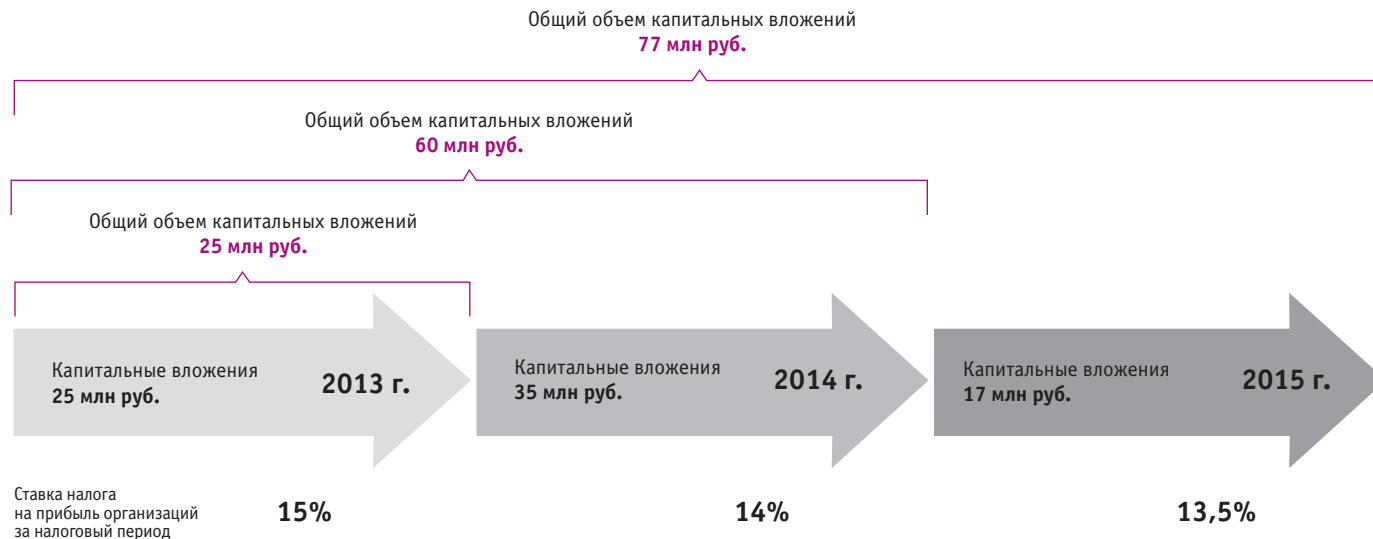 Общий объем капитальных вложений
77 млн руб.
Общий объем капитальных вложений
60 млн руб.
Общий объем капитальных вложений
25 млн руб.
Капитальные вложения
25 млн руб.
2013 г.
Капитальные вложения
35 млн руб.
2014 г.
Капитальные вложения
17 млн руб.
2015 г.
Ставка налога
на прибыль организаций
за налоговый период
15%
14%
13,5%